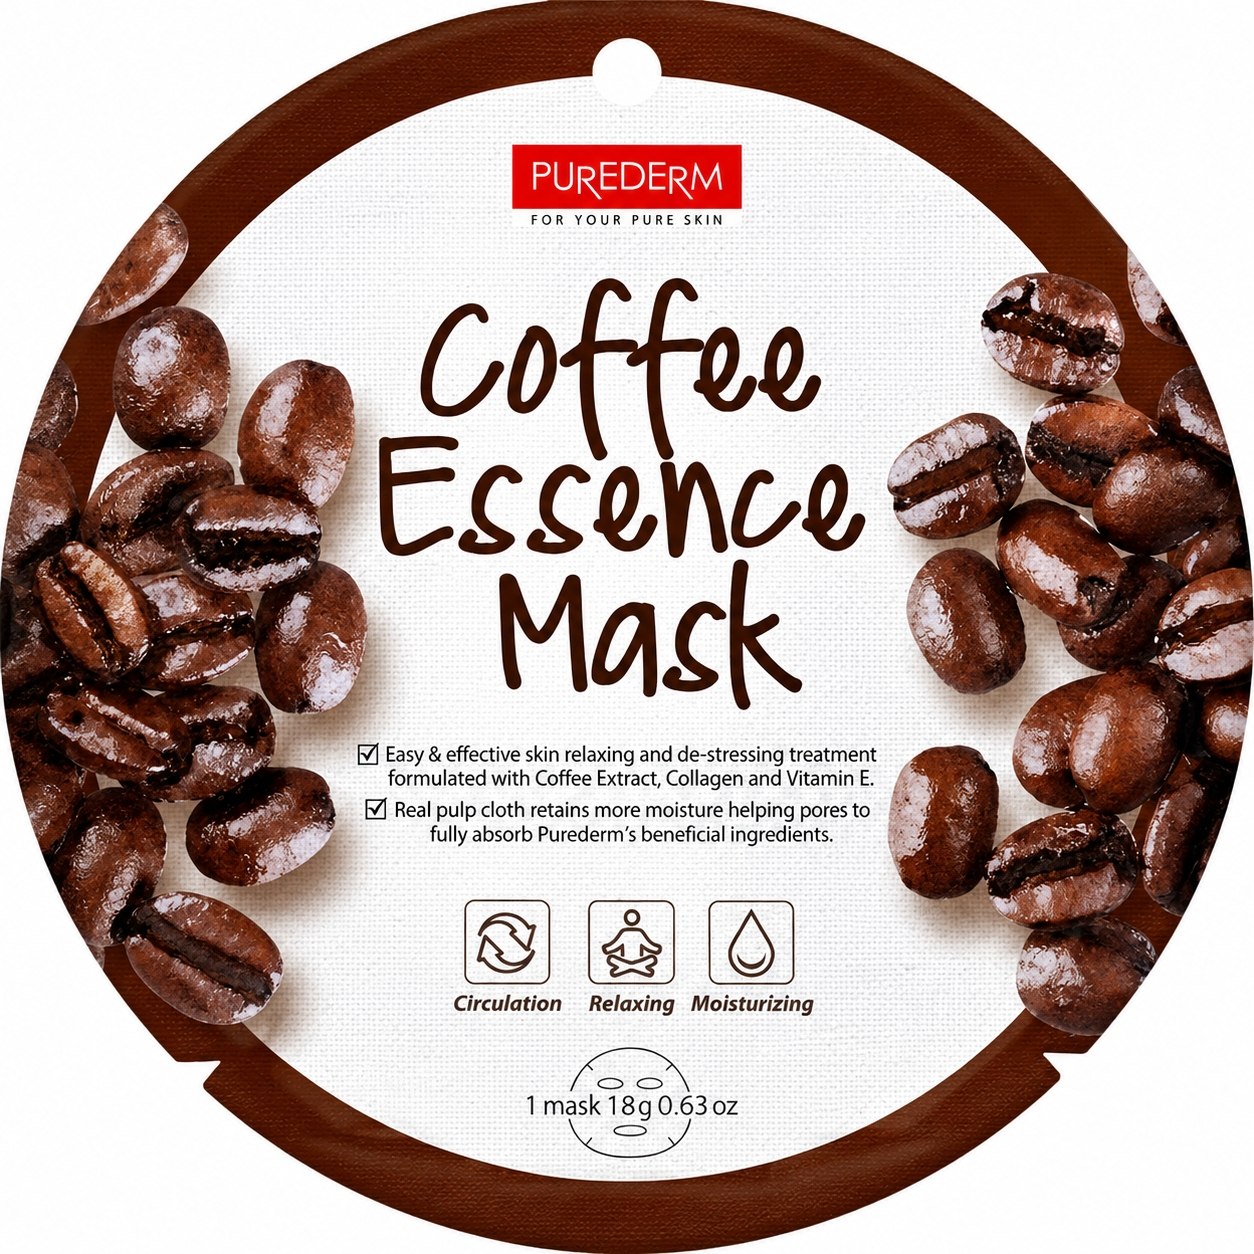 PUREDERM
FOR YOUR PURE SKIN
Coffee
Essence
Mask
Easy & effective skin relaxing and de-stressing treatment
formulated with Coffee Extract, Collagen and Vitamin E.
Real pulp cloth retains more moisture helping pores to
fully absorb Purederm's beneficial ingredients.
Circulation Relaxing Moisturizing
1 mask 18g 0.63 oz